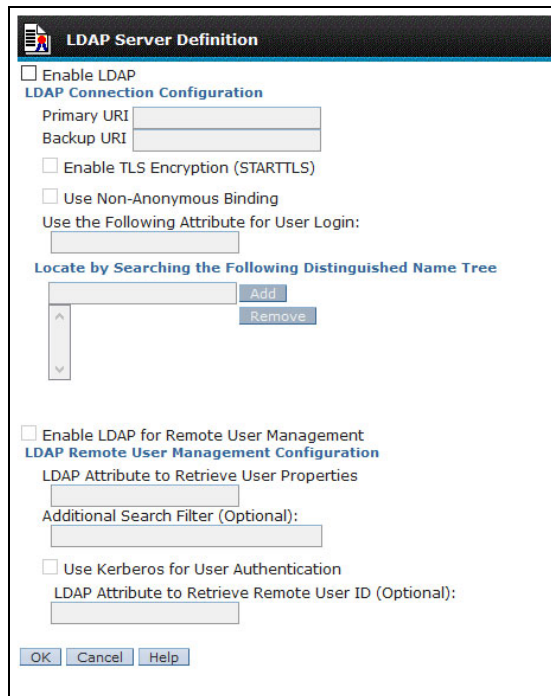 LDAP Server Definition
Enable LDAP
LDAP Connection Configuration
Primary URI
Backup URI
Enable TLS Encryption (STARTTLS)
Use Non-Anonymous Binding
Use the Following Attribute for User Login:
Locate by Searching the Following Distinguished Name Tree
Add
Remove
Enable LDAP for Remote User Management
LDAP Remote User Management Configuration
LDAP Attribute to Retrieve User Properties
Additional Search Filter (Optional):
Use Kerberos for User Authentication
LDAP Attribute to Retrieve Remote User ID (Optional):
OK Cancel Help